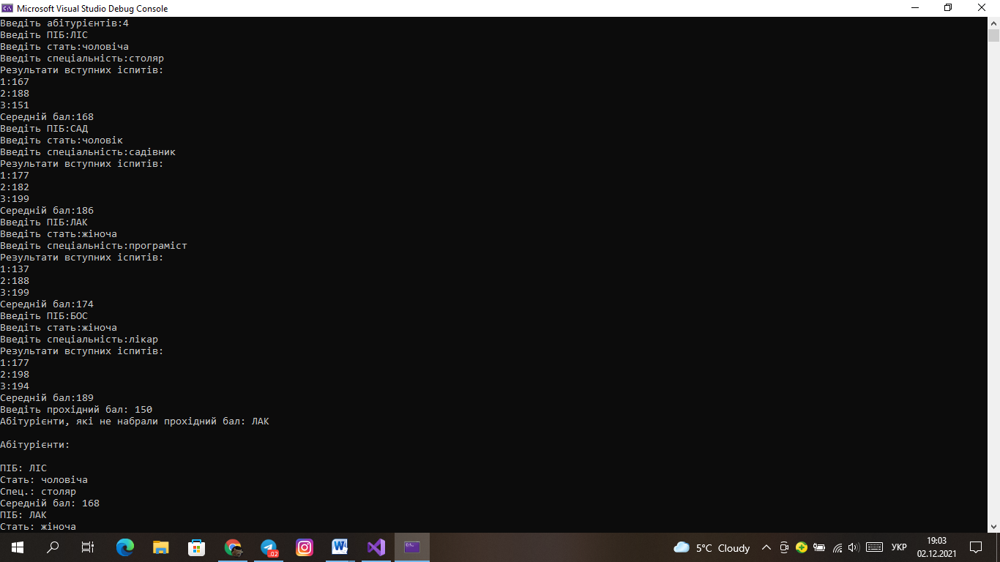 Microsoft Visual Studio Debug Console
Введіть абітурієнтів:4
Введіть ПІБ:ЛІС
Введіть стать:чоловіча
Введіть спеціальність:столяр
Результати вступних іспитів:
1:167
2:188
3:151
Середній бал:168
Введіть ПІБ:САД
Введіть стать:чоловік
Введіть спеціальність:садівник
Результати вступних іспитів:
1:177
2:182
3:199
Середній бал:186
Введіть ПІБ:ЛАК
Введіть стать:жіноча
Введіть спеціальність:програміст
Результати вступних іспитів:
1:137
2:188
3:199
Середній бал:174
Введіть ПІБ:БОС
Введіть стать:жіноча
Введіть спеціальність:лікар
Результати вступних іспитів:
1:177
2:198
3:194
Середній бал:189
Введіть прохідний бал: 150
Абітурієнти, які не набрали прохідний бал: ЛАК
Абітурієнти:
ПІБ: ЛІС
Стать: чоловіча
Спец.: столяр
Середній бал: 168
ПІБ: ЛАК
Стать: жіноча
5°C Cloudy
УКР
19:03
02.12.2021